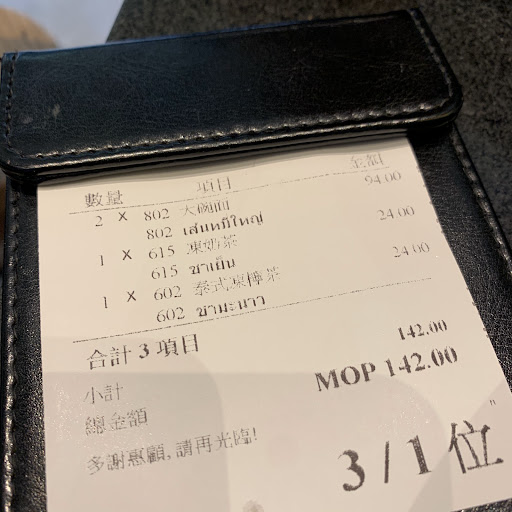 數量 項目 金額
2 X 802 大碗面 94.00
802 เส้นหมี่ใหญ่
1 X 615 凍奶茶 24.00
615 ชาเย็น
1 X 602 泰式凍檸茶 24.00
602 ชามะนาว
合計 3 項目
小計 142.00
總金額 MOP 142.00
多謝惠顧, 請再光臨!
3 / 1 位